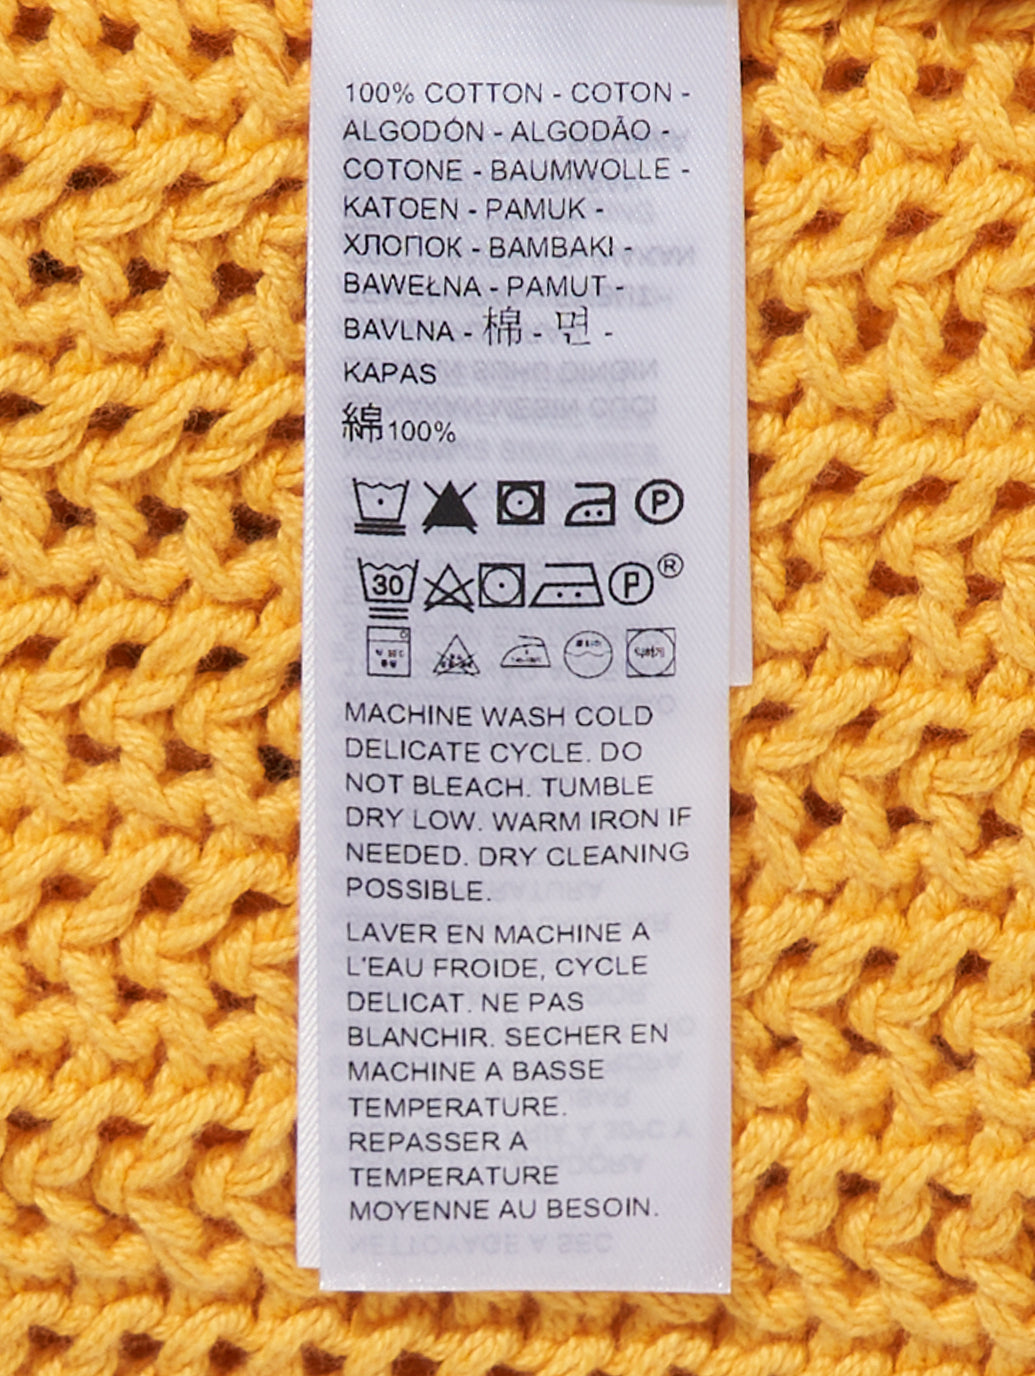 100% COTTON - COTON -
ALGODÓN - ALGODÃO -
COTONE - BAUMWOLLE -
KATOEN - PAMUK -
ХЛОПОК - BAMBAKI -
BAWEŁNA - PAMUT -
BAVLNA - 棉 - 면 -
KAPAS
綿100%
P
30 P ®
MACHINE WASH COLD
DELICATE CYCLE. DO
NOT BLEACH. TUMBLE
DRY LOW. WARM IRON IF
NEEDED. DRY CLEANING
POSSIBLE.
LAVER EN MACHINE A
L'EAU FROIDE, CYCLE
DELICAT. NE PAS
BLANCHIR. SECHER EN
MACHINE A BASSE
TEMPERATURE.
REPASSER A
TEMPERATURE
MOYENNE AU BESOIN.